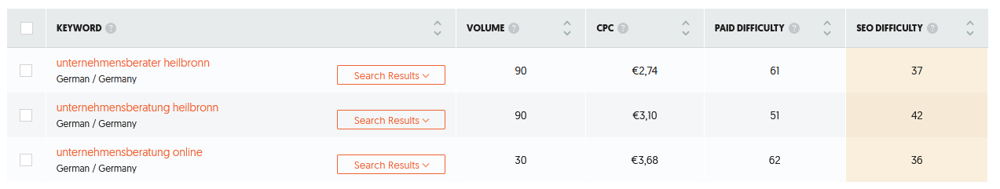 KEYWORD ? VOLUME ? CPC ? PAID DIFFICULTY ? SEO DIFFICULTY ?
unternehmensberater heilbronn
German / Germany
Search Results 90 €2,74 61 37
unternehmensberatung heilbronn
German / Germany
Search Results 90 €3,10 51 42
unternehmensberatung online
German / Germany
Search Results 30 €3,68 62 36